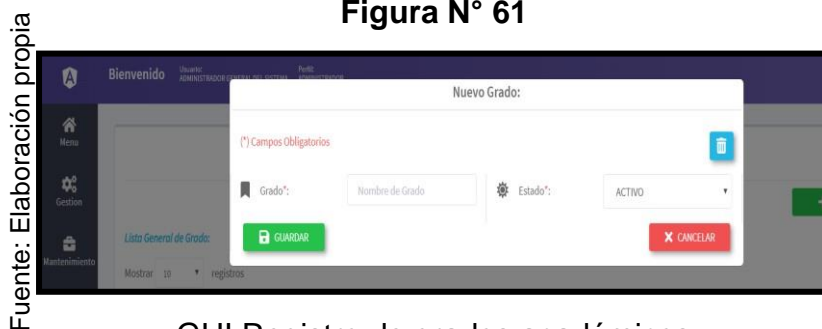 Figura N° 61
Fuente: Elaboración propia
Bienvenido
Usuario:
ADMINISTRADOR GENERAL DEL SISTEMA
Perfil:
ADMINISTRADOR
Nuevo Grado:
Menu
(*) Campos Obligatorios
Grado*:
Nombre de Grado
Estado*:
ACTIVO
Gestion
Lista General de Grado:
GUARDAR
CANCELAR
Mantenimiento
Mostrar 10 registros
GUI Registro de grados académicos